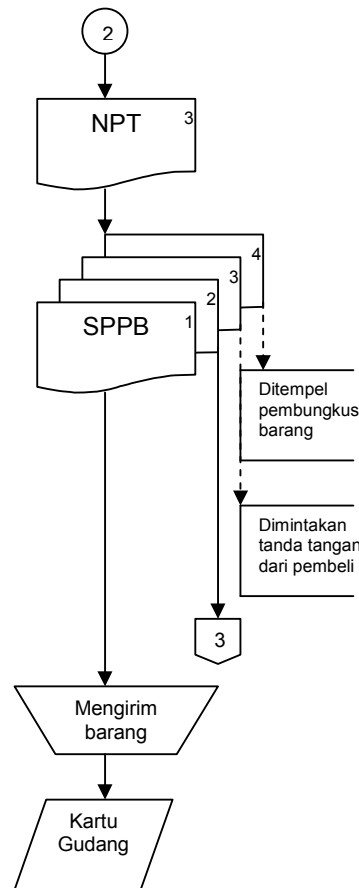 2
NPT
3
4
3
2
SPPB
1
Ditempel
pembungkus
barang
Dimintakan
tanda tangan
dari pembeli
3
Mengirim
barang
Kartu
Gudang